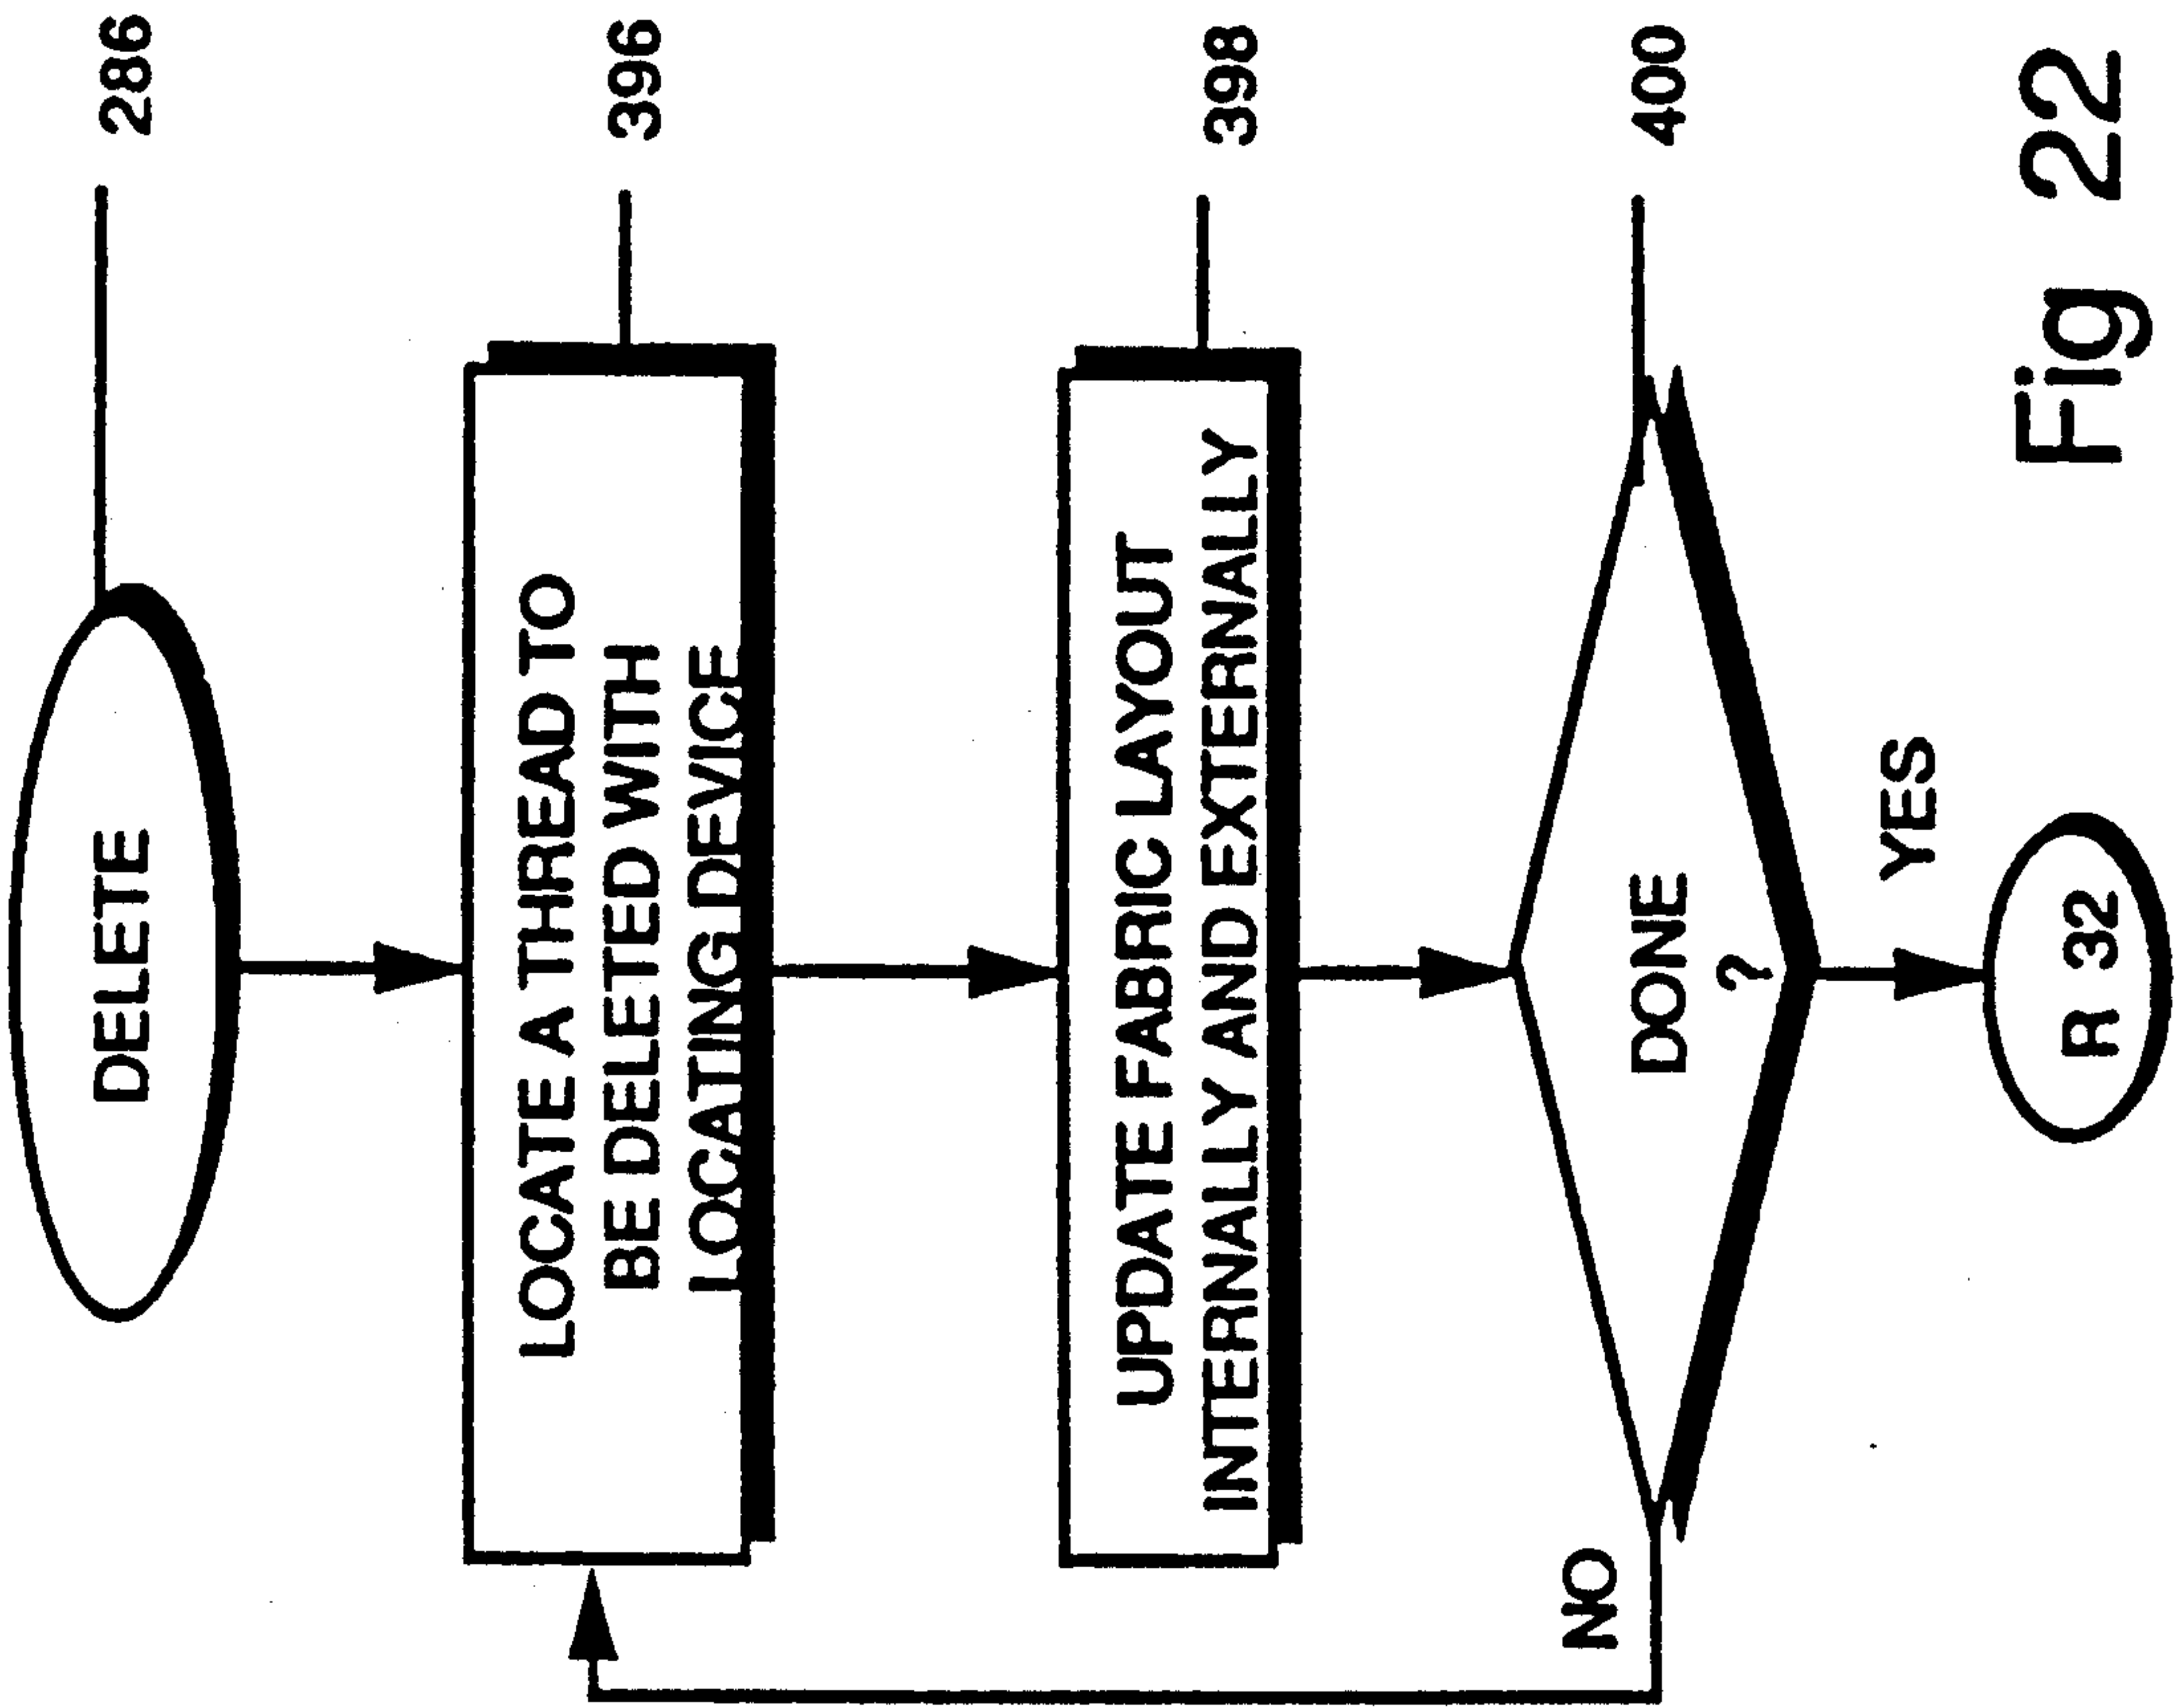 DELETE
286
LOCATE A THREAD TO
BE DELETED WITH
LOCATING DEVICE
396
UPDATE FABRIC LAYOUT
INTERNALLY AND EXTERNALLY
398
DONE
?
400
NO
YES
R 32
Fig 22